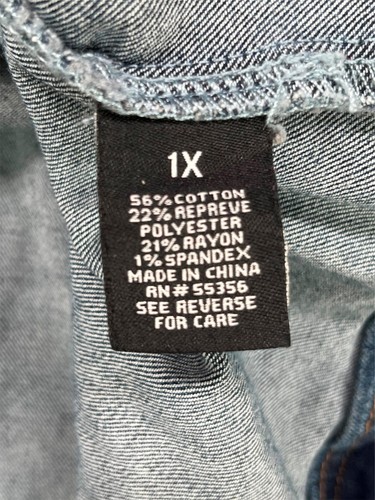 1X
56% COTTON
22% REPREVE
POLYESTER
21% RAYON
1% SPANDEX
MADE IN CHINA
RN # 55356
SEE REVERSE
FOR CARE